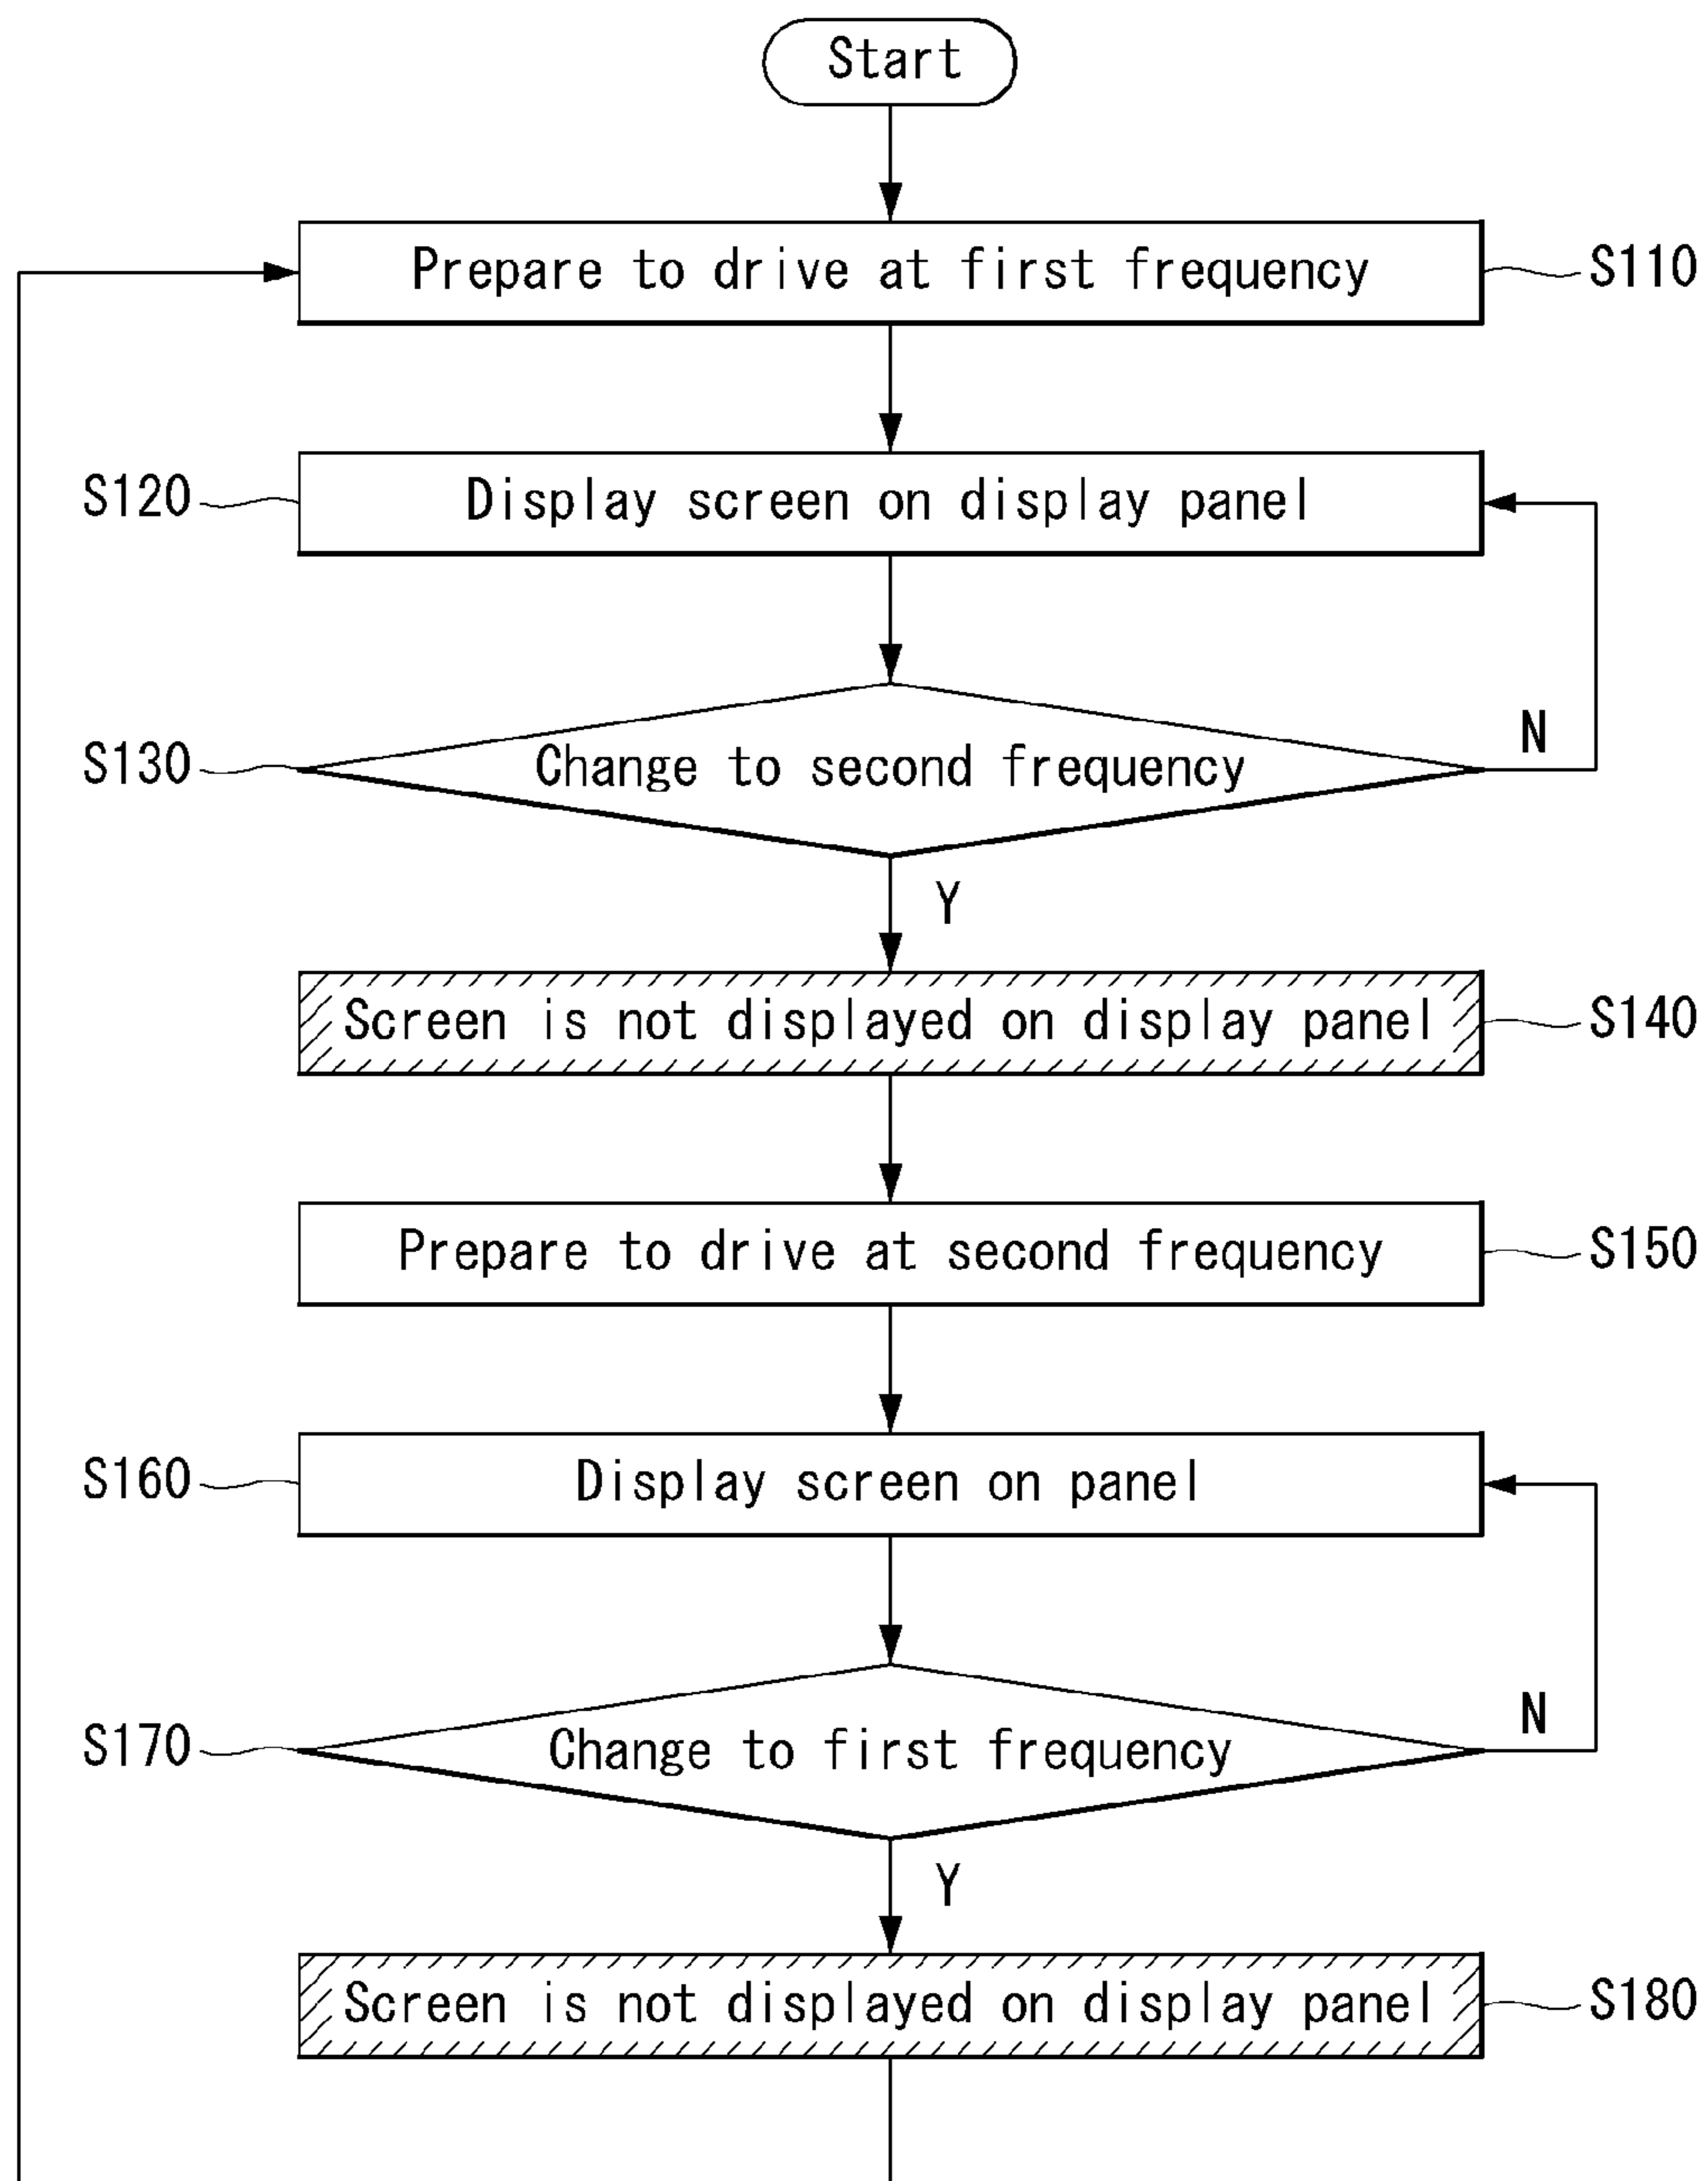 Start
Prepare to drive at first frequency
S110
S120
Display screen on display panel
S130
Change to second frequency
N
Y
Screen is not displayed on display panel
S140
Prepare to drive at second frequency
S150
S160
Display screen on panel
S170
Change to first frequency
N
Y
Screen is not displayed on display panel
S180